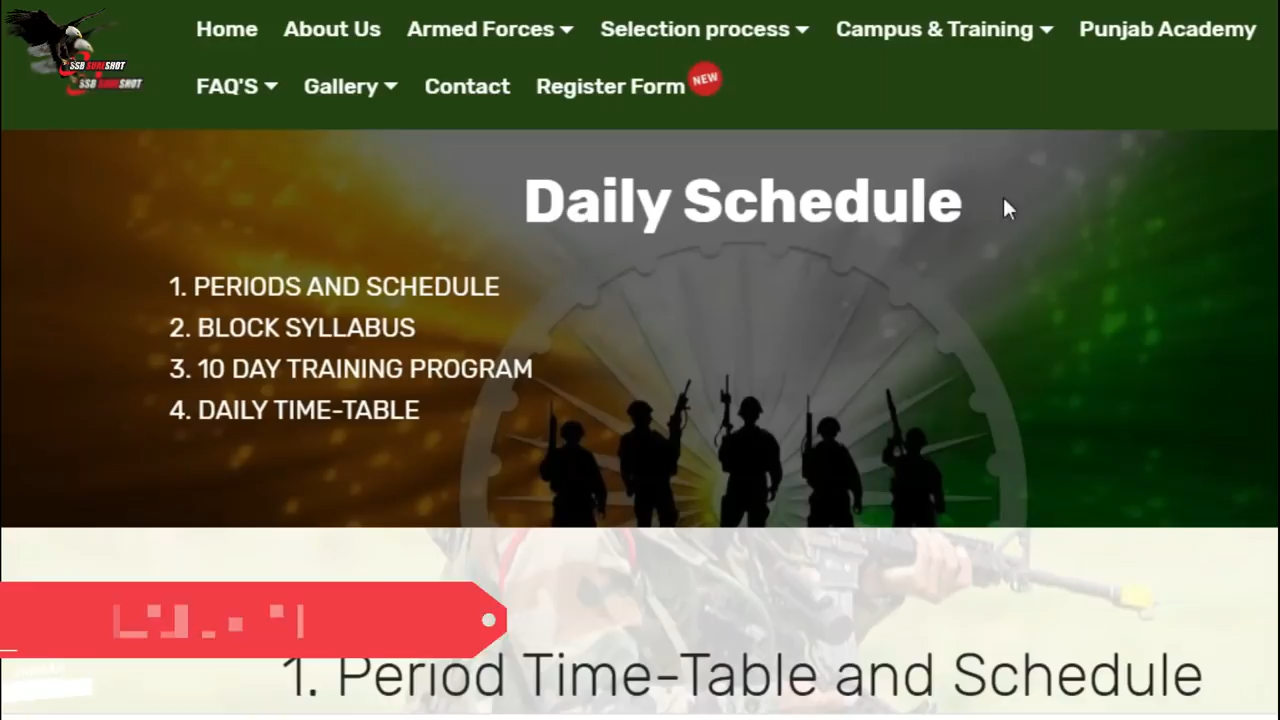 Home About Us Armed Forces Selection process Campus & Training Punjab Academy
SSB SURESHOT
SSB SURESHOT
FAQ'S Gallery Contact Register Form NEW
Daily Schedule
1. PERIODS AND SCHEDULE
2. BLOCK SYLLABUS
3. 10 DAY TRAINING PROGRAM
4. DAILY TIME-TABLE
1. Period Time-Table and Schedule